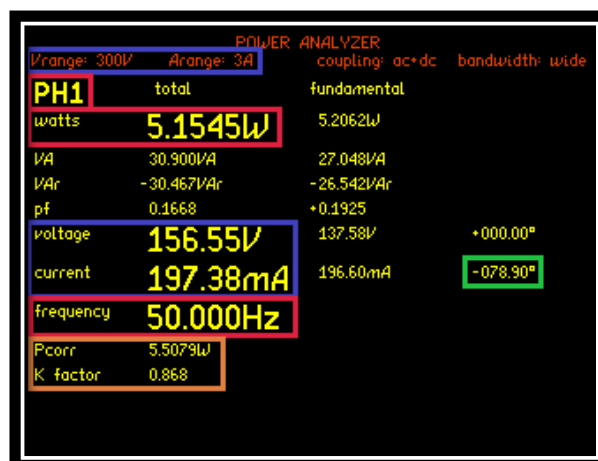 POWER ANALYZER
Vrange: 300V Arange: 3A coupling: ac+dc bandwidth: wide
PH1 total fundamental
watts 5.1545W 5.2062W
VA 30.900VA 27.048VA
VAr -30.467VAr -26.542VAr
pf 0.1668 +0.1925
voltage 156.55V 137.58V +000.00°
current 197.38mA 196.60mA -078.90°
frequency 50.000Hz
Pcorr 5.5079W
K factor 0.868